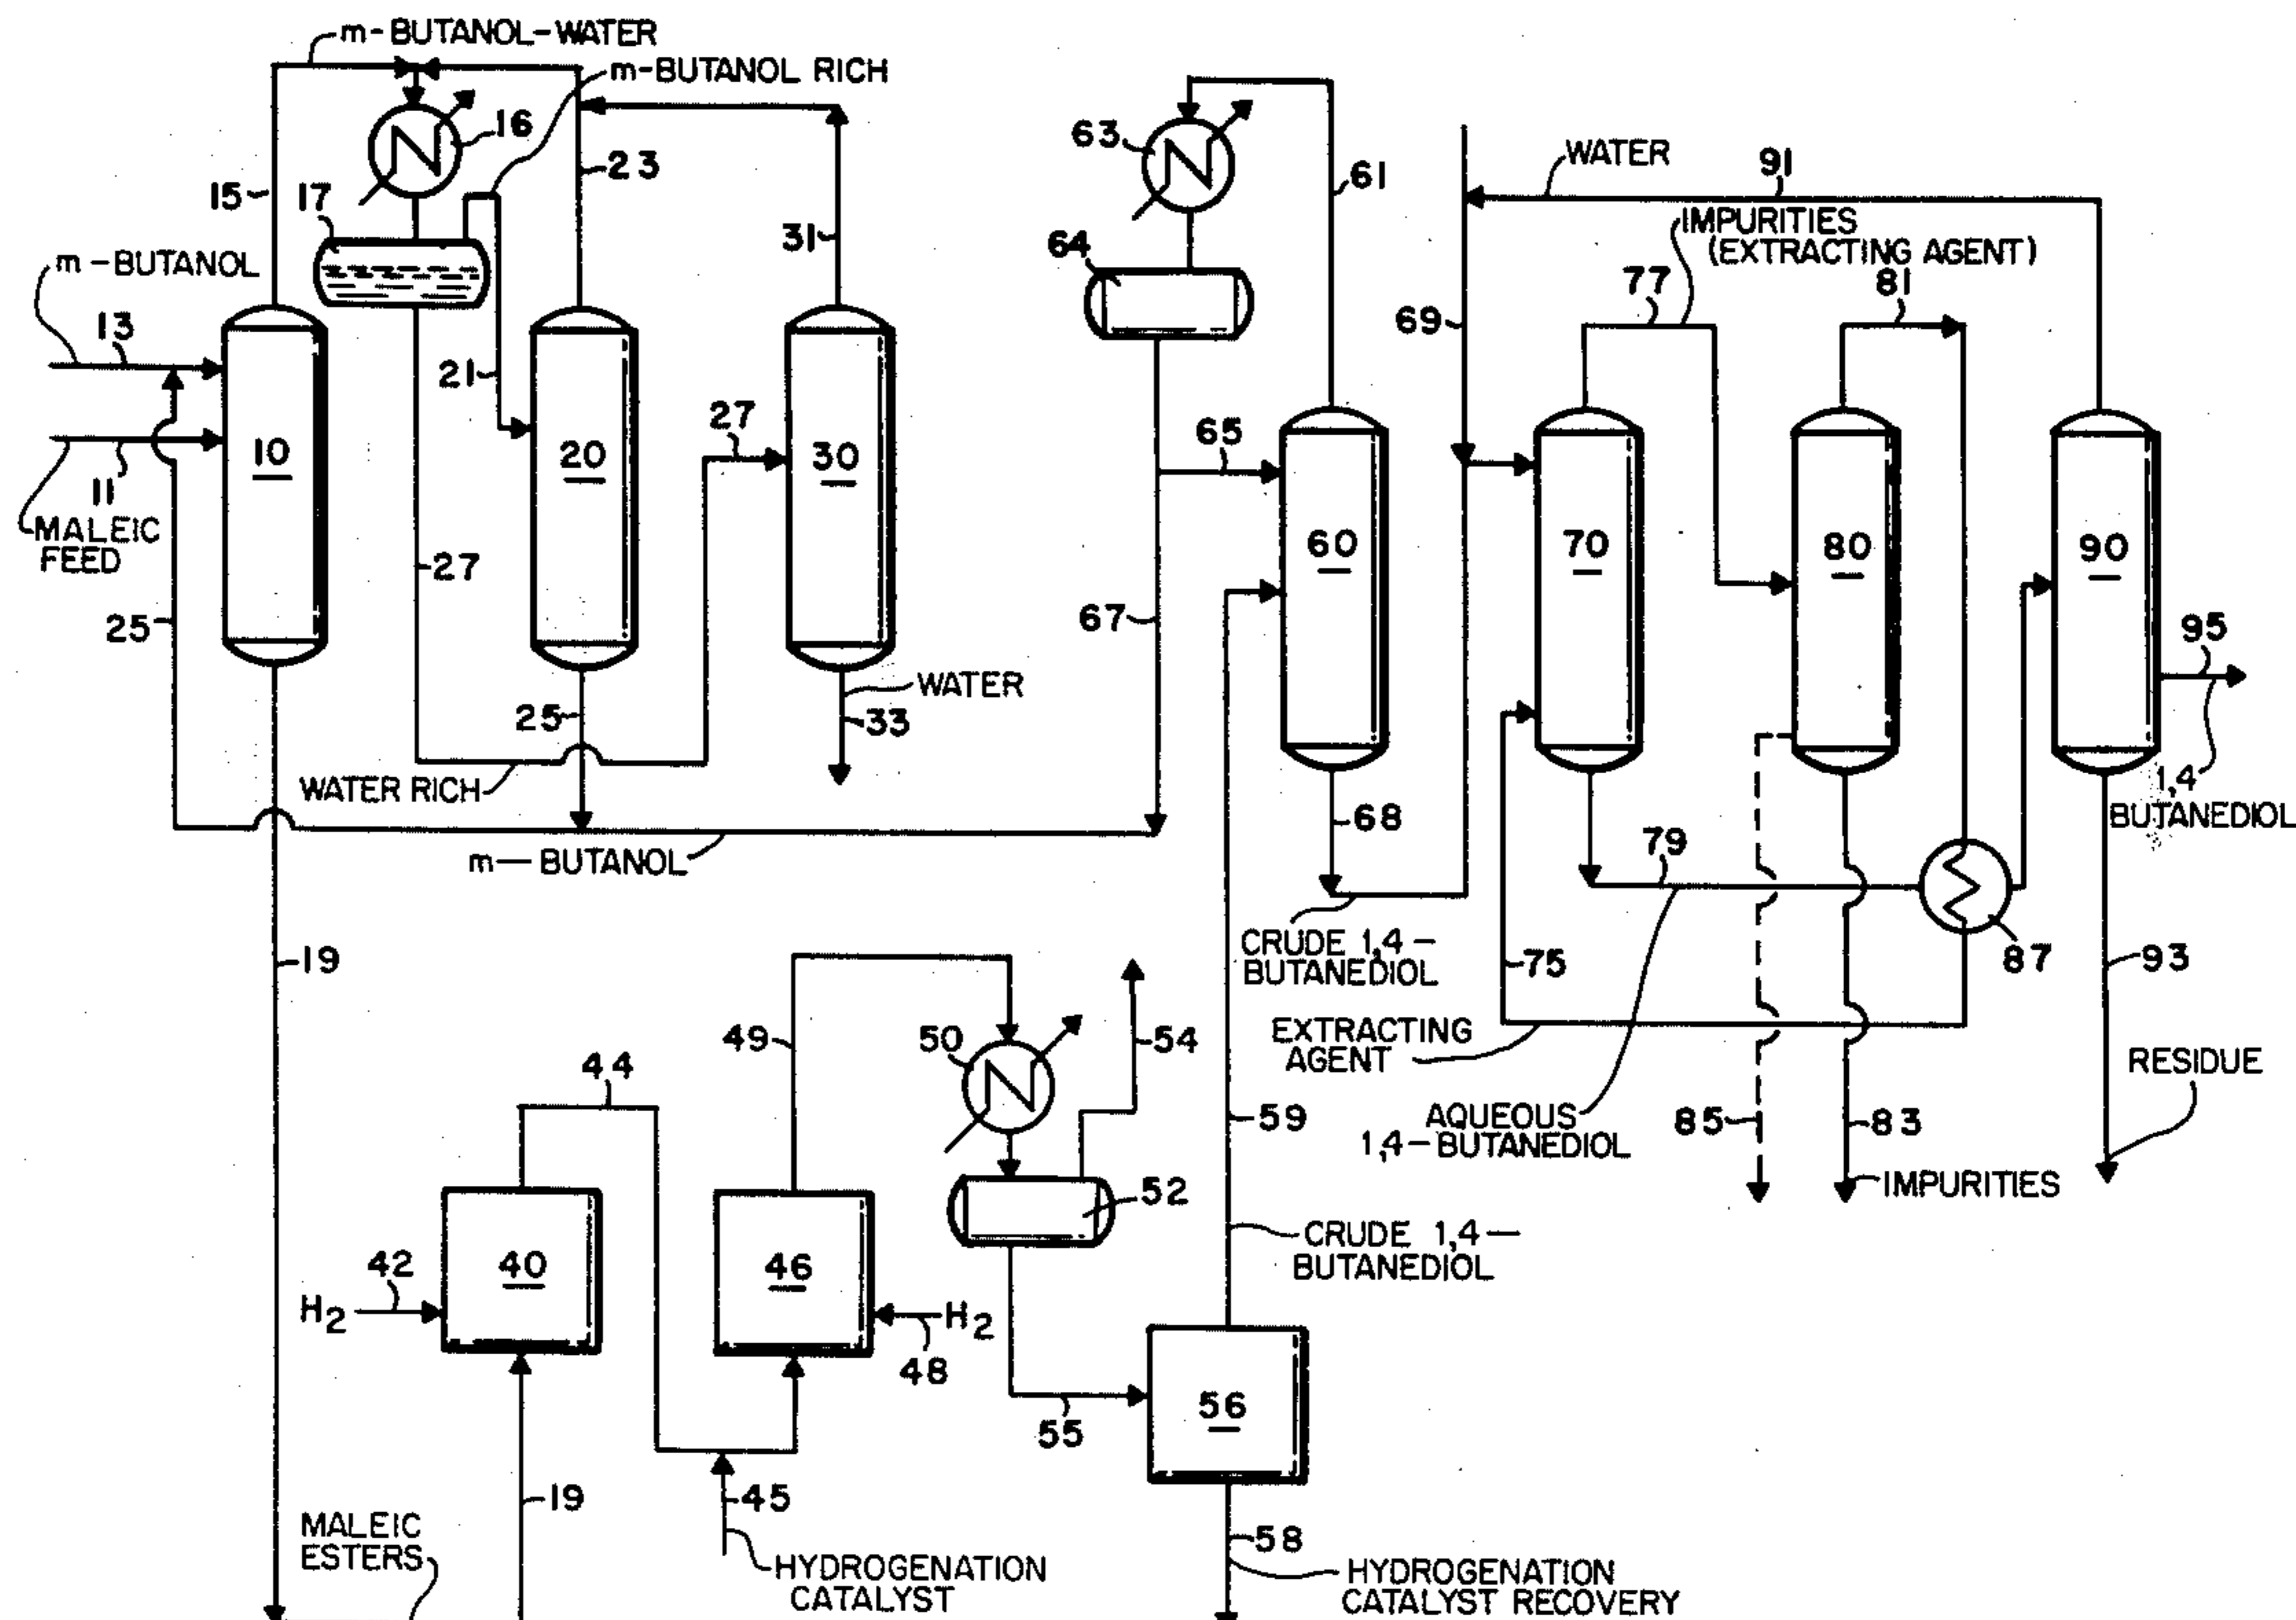 m-BUTANOL-WATER
m-BUTANOL RICH
16
15
17
23
31
m-BUTANOL
13
21
27
10
20
30
11
MALEIC
FEED
27
25
25
WATER
33
WATER RICH
m-BUTANOL
19
63
61
64
65
60
67
68
WATER
91
IMPURITIES
(EXTRACTING AGENT)
69
77
81
70
80
90
95
1,4
BUTANEDIOL
79
87
93
CRUDE 1,4-
BUTANEDIOL
75
EXTRACTING
AGENT
AQUEOUS
1,4-BUTANEDIOL
85
83
IMPURITIES
RESIDUE
49
50
54
44
52
59
CRUDE 1,4-
BUTANEDIOL
42
H2
40
46
H2
48
55
56
19
45
58
MALEIC
ESTERS
HYDROGENATION
CATALYST
HYDROGENATION
CATALYST RECOVERY